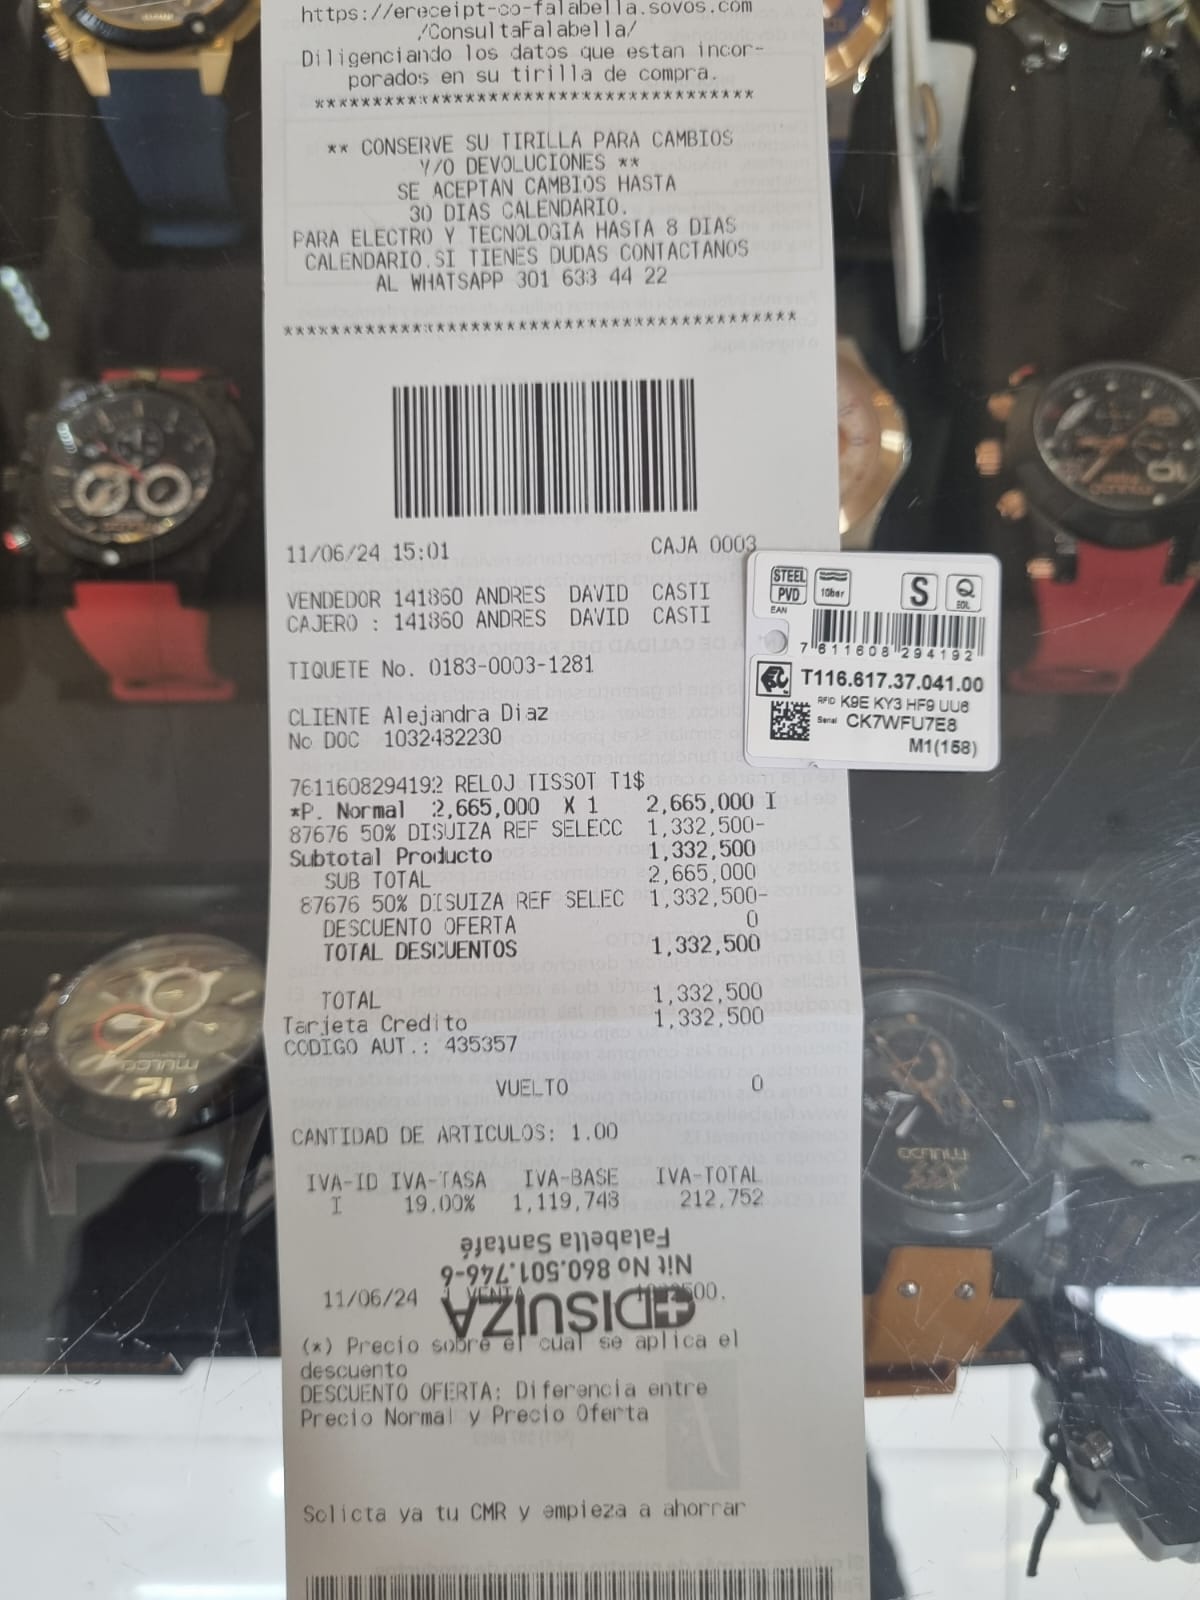 https://ereceipt-co-falabella.sovos.com
/ConsultaFalabella/
Diligenciando los datos que estan incor-
porados en su tirilla de compra.
**************************************
** CONSERVE SU TIRILLA PARA CAMBIOS
Y/O DEVOLUCIONES **
SE ACEPTAN CAMBIOS HASTA
30 DIAS CALENDARIO.
PARA ELECTRO Y TECNOLOGIA HASTA 8 DIAS
CALENDARIO.SI TIENES DUDAS CONTACTANOS
AL WHATSAPP 301 633 44 22
********************************************
11/06/24 15:01 CAJA 0003
VENDEDOR 141860 ANDRES DAVID CASTI
CAJERO : 141860 ANDRES DAVID CASTI
TIQUETE No. 0183-0003-1281
CLIENTE Alejandra Diaz
No DOC 1032432230
7611608294192 RELOJ TISSOT T1$
*P. Normal 2,665,000 X 1 2,665,000 I
87676 50% DISUIZA REF SELECC 1,332,500-
Subtotal Producto 1,332,500
SUB TOTAL 2,665,000
87676 50% DISUIZA REF SELEC 1,332,500-
DESCUENTO OFERTA 0
TOTAL DESCUENTOS 1,332,500
TOTAL 1,332,500
Tarjeta Credito 1,332,500
CODIGO AUT.: 435357
VUELTO 0
CANTIDAD DE ARTICULOS: 1.00
IVA-ID IVA-TASA IVA-BASE IVA-TOTAL
I 19.00% 1,119,748 212,752
Falabella Santafé
Nit No 860.501.746-6
DISUIZA
11/06/24 1 VENTA
(*) Precio sobre el cual se aplica el
descuento
DESCUENTO OFERTA: Diferencia entre
Precio Normal y Precio Oferta
Solicta ya tu CMR y empieza a ahorrar
STEEL
PVD
10bar
S
Q
EOL
EAN
7 611608 294192
T116.617.37.041.00
RFID K9E KY3 HF9 UU6
Serial CK7WFU7E8
M1(158)
MULCO
MULCO